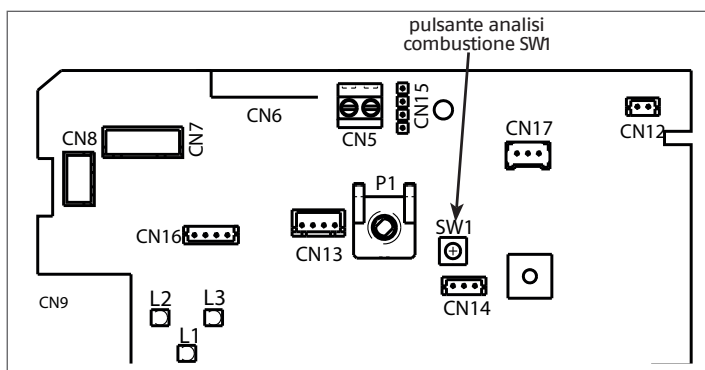 pulsante analisi
combustione SW1
CN6
CN5
CN15
CN12
CN8
CN7
CN17
P1
CN16
CN13
SW1
CN14
CN9
L2
L3
L1